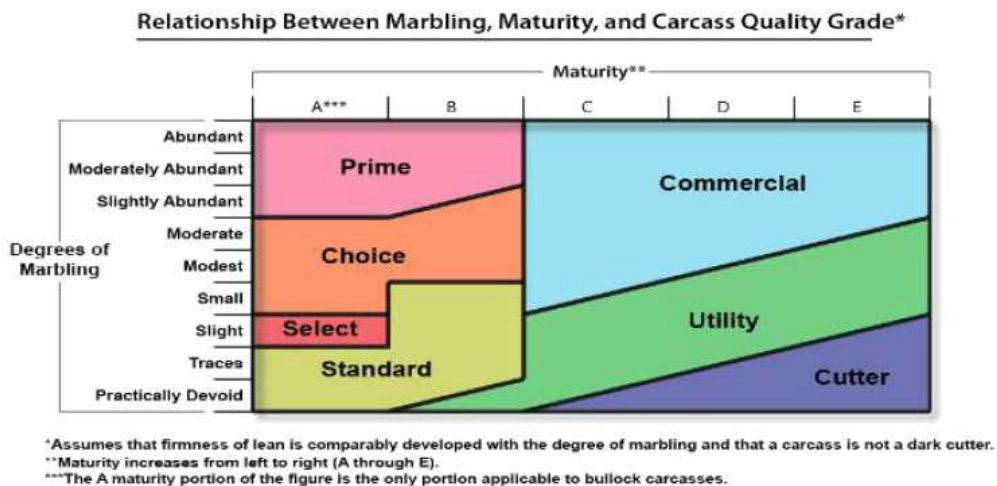 Relationship Between Marbling, Maturity, and Carcass Quality Grade*
Maturity**
A*** B C D E
Degrees of
Marbling
Abundant
Moderately Abundant
Slightly Abundant
Moderate
Modest
Small
Slight
Traces
Practically Devoid
Prime
Commercial
Choice
Select
Utility
Standard
Cutter
*Assumes that firmness of lean is comparably developed with the degree of marbling and that a carcass is not a dark cutter.
**Maturity increases from left to right (A through E).
***The A maturity portion of the figure is the only portion applicable to bullock carcasses.